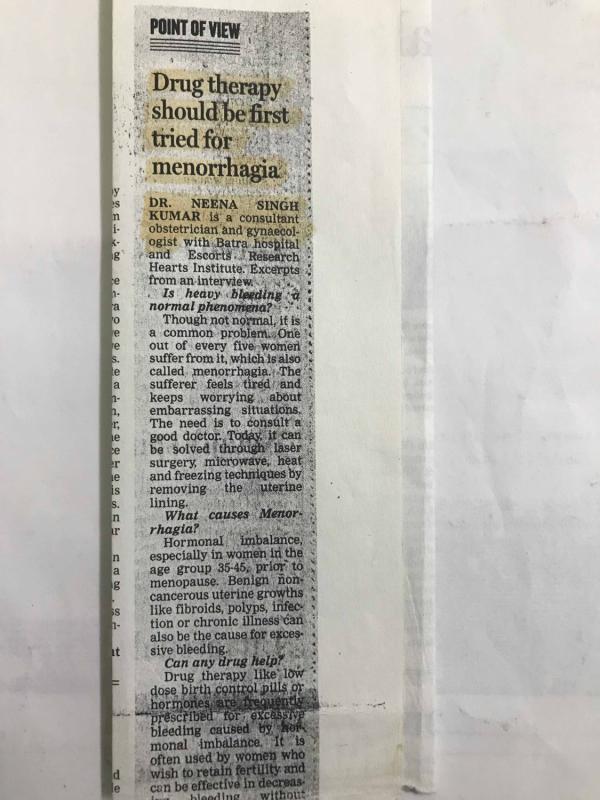 POINT OF VIEW
Drug therapy
should be first
tried for
menorrhagia
DR. NEENA SINGH
KUMAR is a consultant
obstetrician and gynaecol-
ogist with Batra hospital
and Escorts Research
Hearts Institute. Excerpts
from an interview.
Is heavy bleeding a
normal phenomena?
Though not normal, it is
a common problem. One
out of every five women
suffer from it, which is also
called menorrhagia. The
sufferer feels tired and
keeps worrying about
embarrassing situations.
The need is to consult a
good doctor. Today, it can
be solved through laser
surgery, microwave, heat
and freezing techniques by
removing the uterine
lining.
What causes Menor-
rhagia?
Hormonal imbalance,
especially in women in the
age group 35-45, prior to
menopause. Benign non-
cancerous uterine growths
like fibroids, polyps, infec-
tion or chronic illness can
also be the cause for exces-
sive bleeding.
Can any drug help?
Drug therapy like low
dose birth control pills or
hormones are frequently
prescribed for excessive
bleeding caused by hor-
monal imbalance. It is
often used by women who
wish to retain fertility and
can be effective in decreas-
ing bleeding without